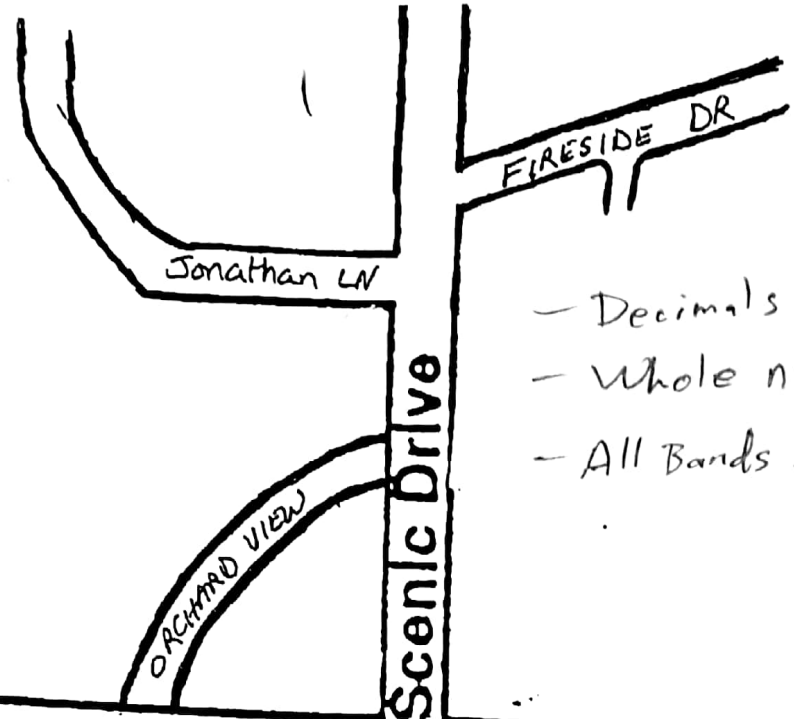 FIRESIDE DR
Jonathan LN
- Decimals
- Whole n
- All Bands
Scenic Drive
ORCHARD VIEW